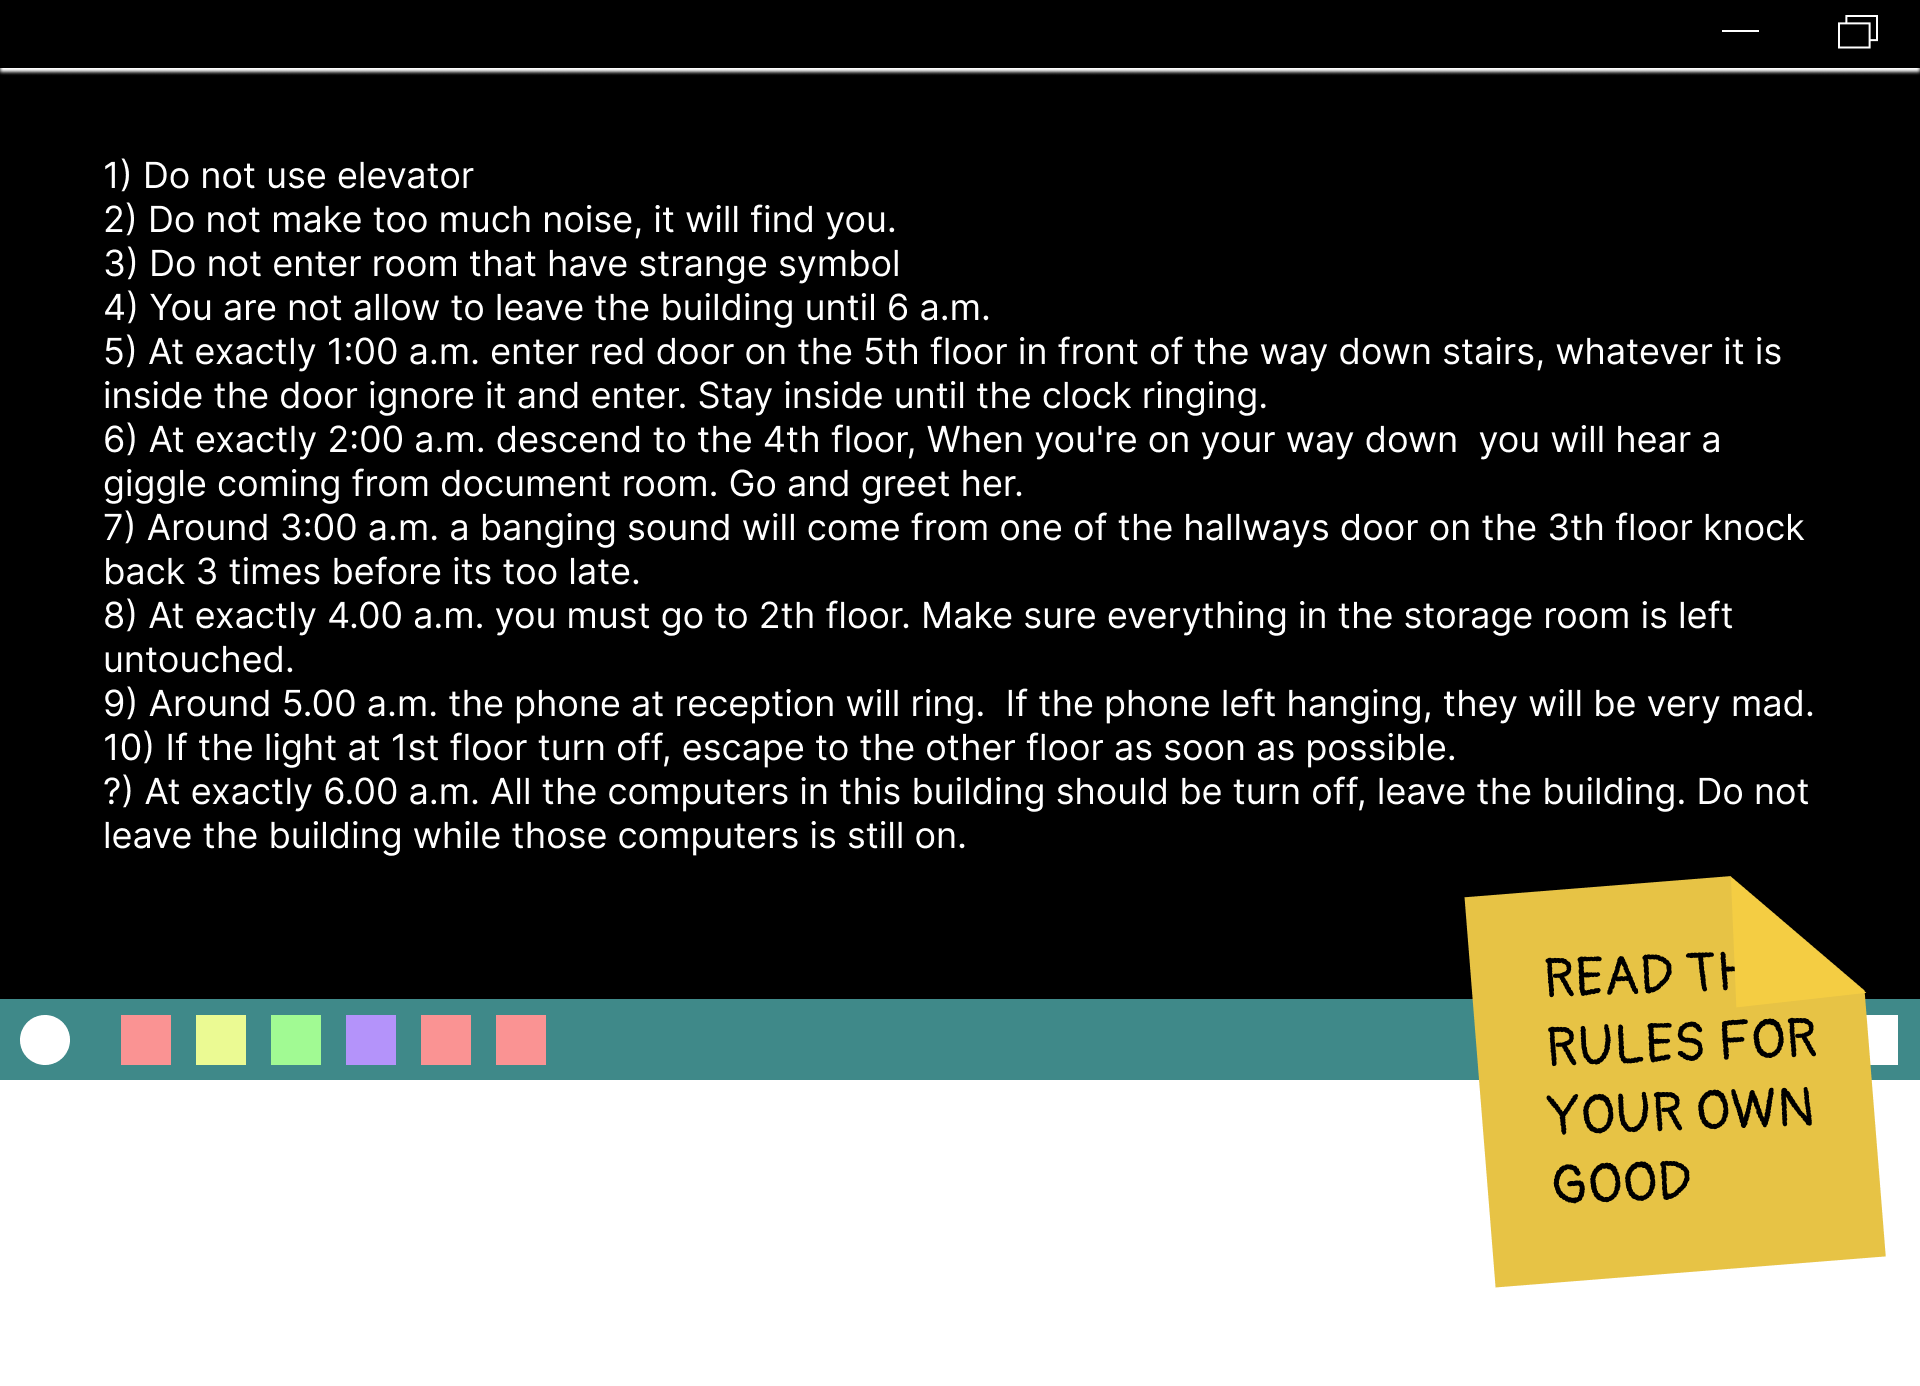 1) Do not use elevator
2) Do not make too much noise, it will find you.
3) Do not enter room that have strange symbol
4) You are not allow to leave the building until 6 a.m.
5) At exactly 1:00 a.m. enter red door on the 5th floor in front of the way down stairs, whatever it is
inside the door ignore it and enter. Stay inside until the clock ringing.
6) At exactly 2:00 a.m. descend to the 4th floor, When you're on your way down  you will hear a
giggle coming from document room. Go and greet her.
7) Around 3:00 a.m. a banging sound will come from one of the hallways door on the 3th floor knock
back 3 times before its too late.
8) At exactly 4.00 a.m. you must go to 2th floor. Make sure everything in the storage room is left
untouched.
9) Around 5.00 a.m. the phone at reception will ring.  If the phone left hanging, they will be very mad.
10) If the light at 1st floor turn off, escape to the other floor as soon as possible.
?) At exactly 6.00 a.m. All the computers in this building should be turn off, leave the building. Do not
leave the building while those computers is still on.
READ
RULES FOR
YOUR OWN
GOOD